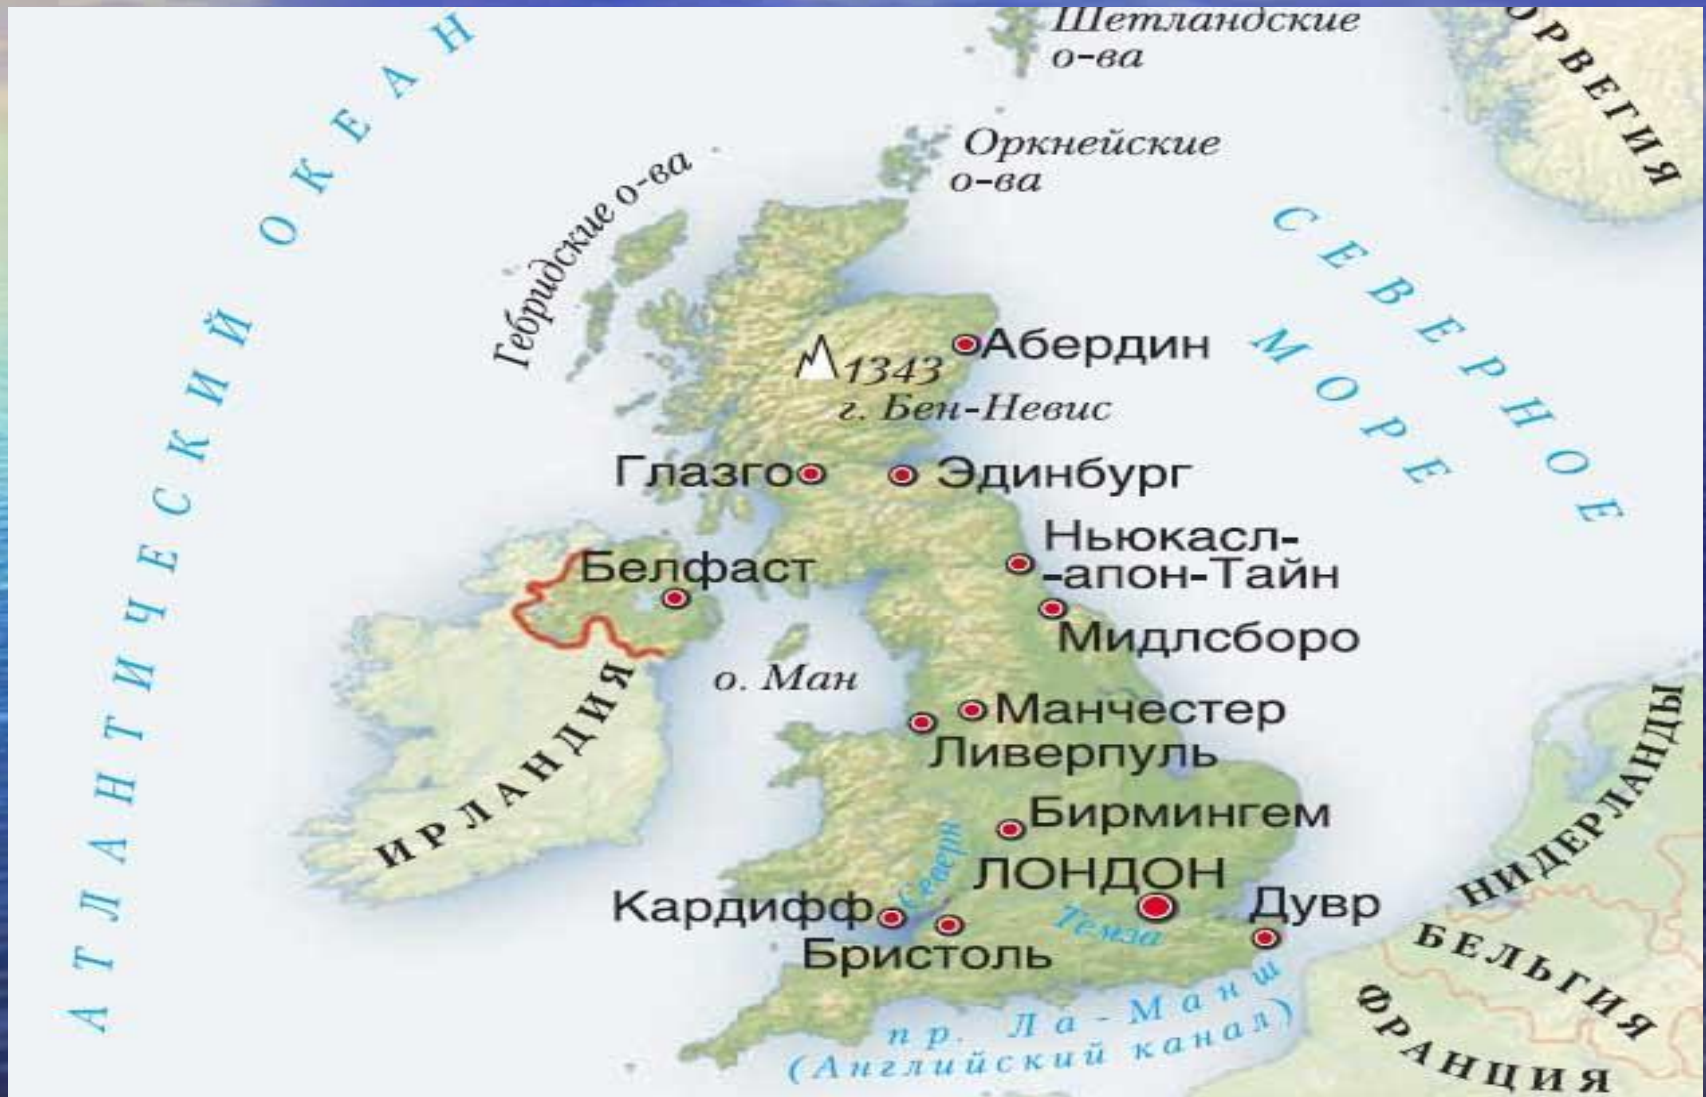 АТЛАНТИЧЕСКИЙ ОКЕАН
Шетландские
о-ва
ОРВЕГИЯ
Оркнейские
о-ва
Гебридские о-ва
СЕВЕРНОЕ
МОРЕ
Абердин
1343
г. Бен-Невис
Глазго
Эдинбург
Ньюкасл-
-апон-Тайн
Белфаст
Мидлсборо
о. Ман
ИРЛАНДИЯ
Манчестер
Ливерпуль
Бирмингем
Северн
ЛОНДОН
Кардифф
Темза
Дувр
Бристоль
НИДЕРЛАНДЫ
БЕЛЬГИЯ
ФРАНЦИЯ
пр. Ла-Манш
(Английский канал)